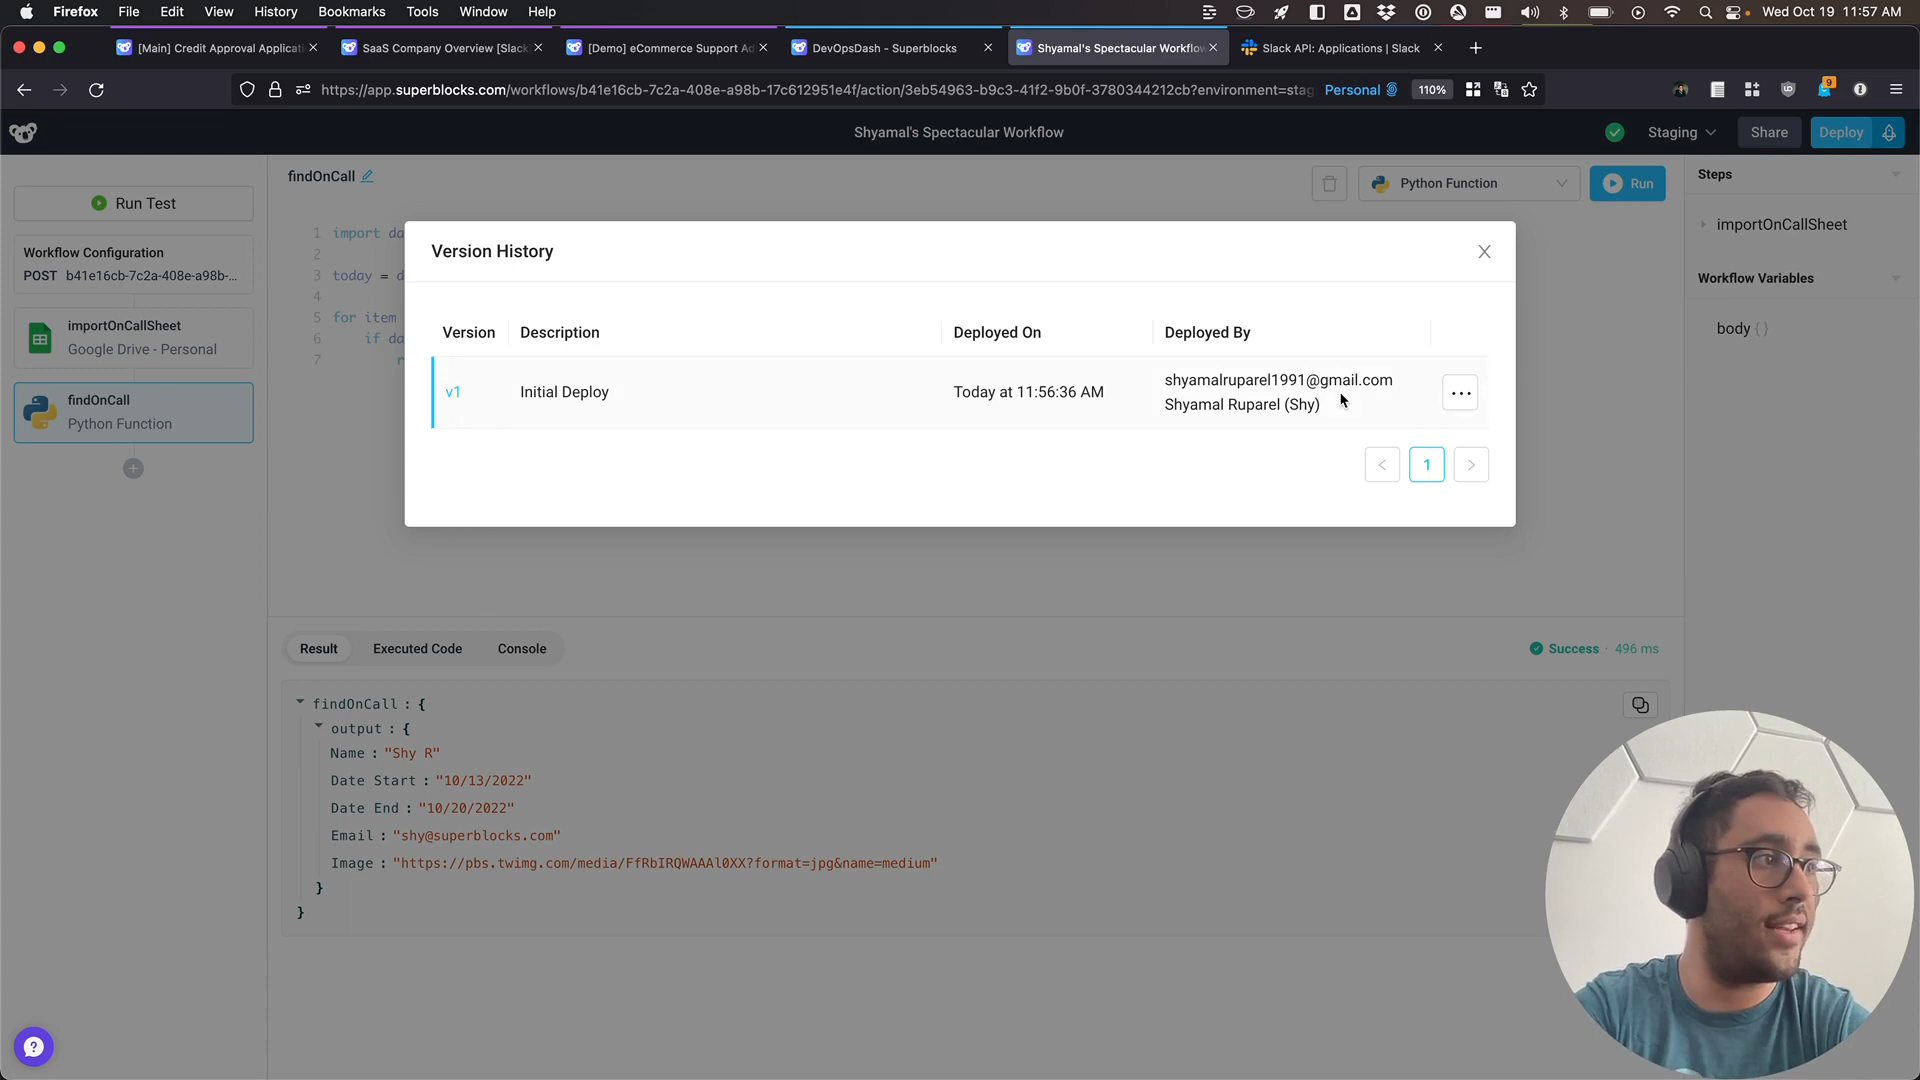 Firefox File Edit View History Bookmarks Tools Window Help
Wed Oct 19 11:57 AM
[Main] Credit Approval Applicati
SaaS Company Overview [Slack
[Demo] eCommerce Support Ad
DevOpsDash - Superblocks
Shyamal's Spectacular Workflow
Slack API: Applications | Slack
https://app.superblocks.com/workflows/b41e16cb-7c2a-408e-a98b-17c612951e4f/action/3eb54963-b9c3-41f2-9b0f-3780344212cb?environment=stag
Personal
110%
9
Shyamal's Spectacular Workflow
Staging
Share
Deploy
Run Test
Workflow Configuration
POST b41e16cb-7c2a-408e-a98b-...
importOnCallSheet
Google Drive - Personal
findOnCall
Python Function
findOnCall
Python Function
Run
1 import da
2
3 today = d
4
5 for item
6 if da
7 r
Version History
Version Description Deployed On Deployed By
v1 Initial Deploy Today at 11:56:36 AM shyamalruparel1991@gmail.com
Shyamal Ruparel (Shy)
1
Steps
importOnCallSheet
Workflow Variables
body { }
Result Executed Code Console
Success · 496 ms
findOnCall : {
output : {
Name : "Shy R"
Date Start : "10/13/2022"
Date End : "10/20/2022"
Email : "shy@superblocks.com"
Image : "https://pbs.twimg.com/media/FfRbIRQWAAAl0XX?format=jpg&name=medium"
}
}